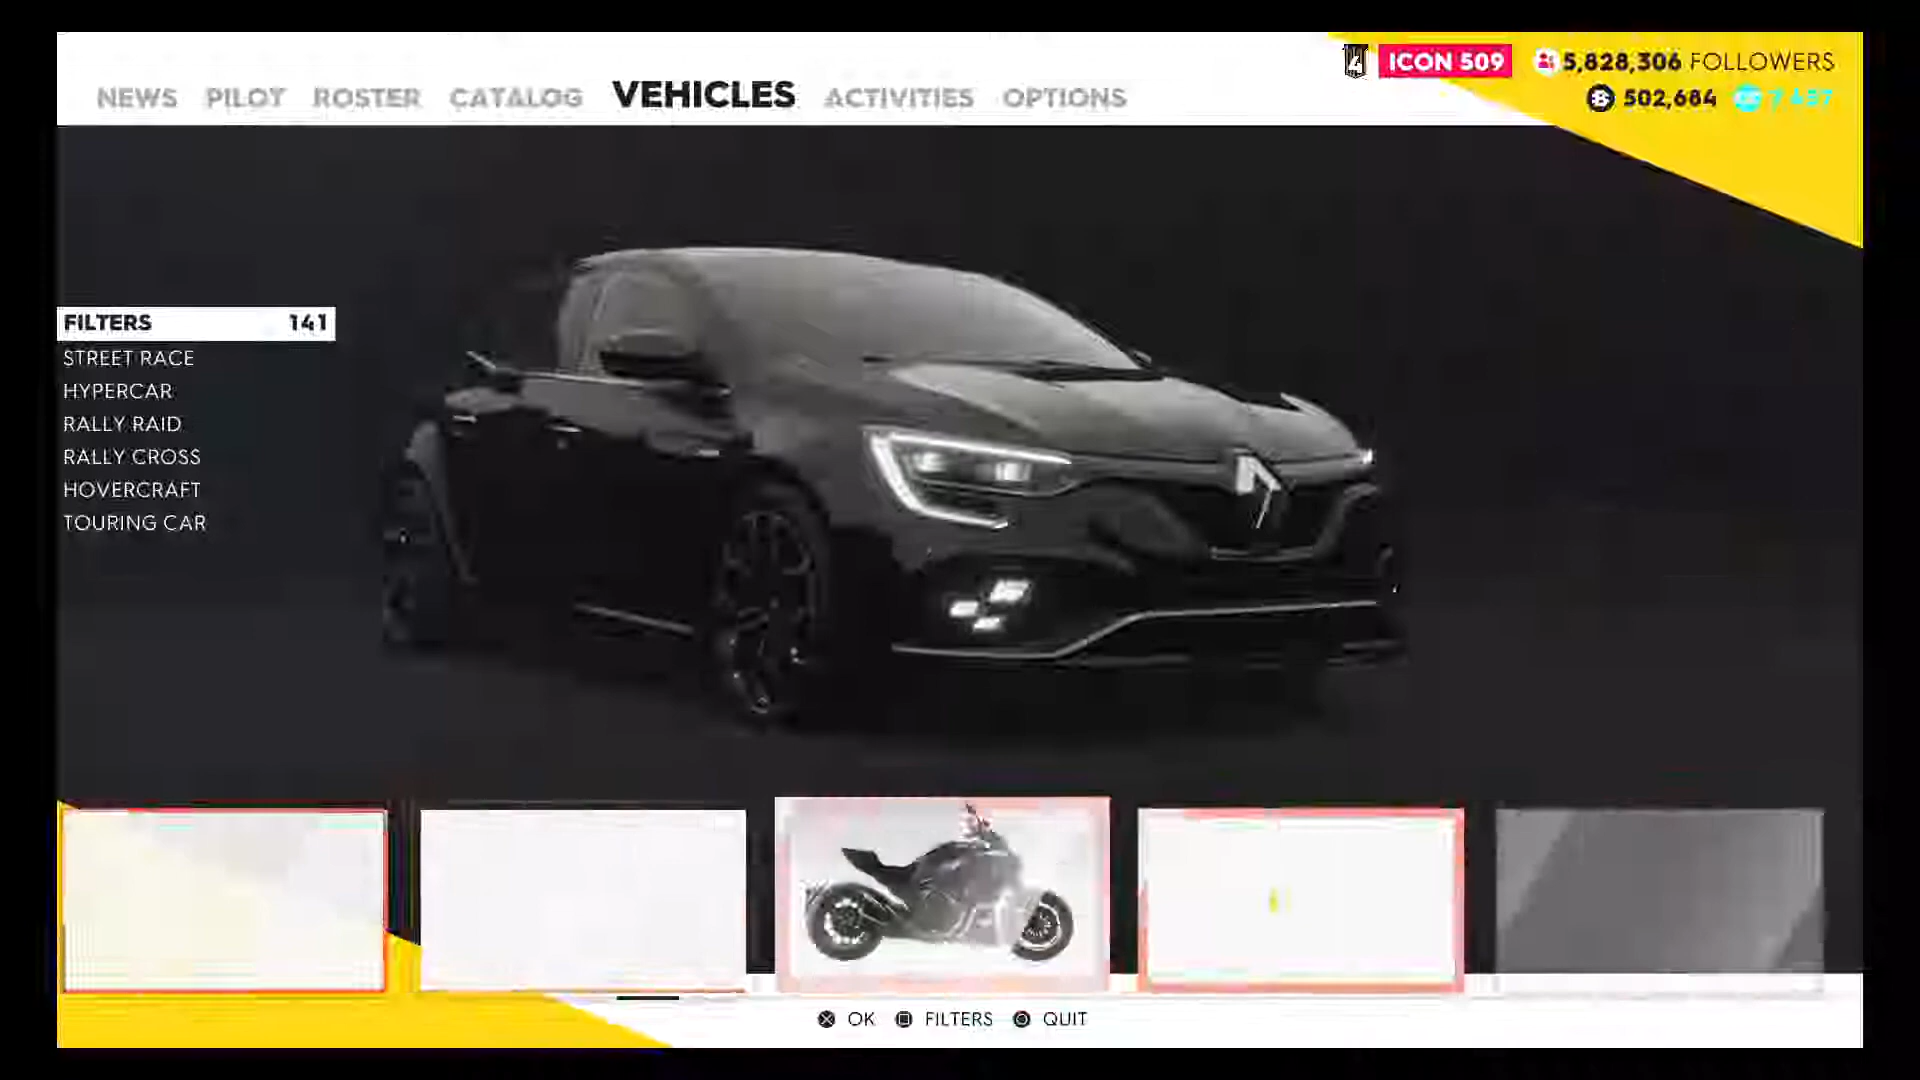 4 ICON 509 5,828,306 FOLLOWERS
NEWS PILOT ROSTER CATALOG VEHICLES ACTIVITIES OPTIONS
502,684
FILTERS 141
STREET RACE
HYPERCAR
RALLY RAID
RALLY CROSS
HOVERCRAFT
TOURING CAR
OK FILTERS QUIT